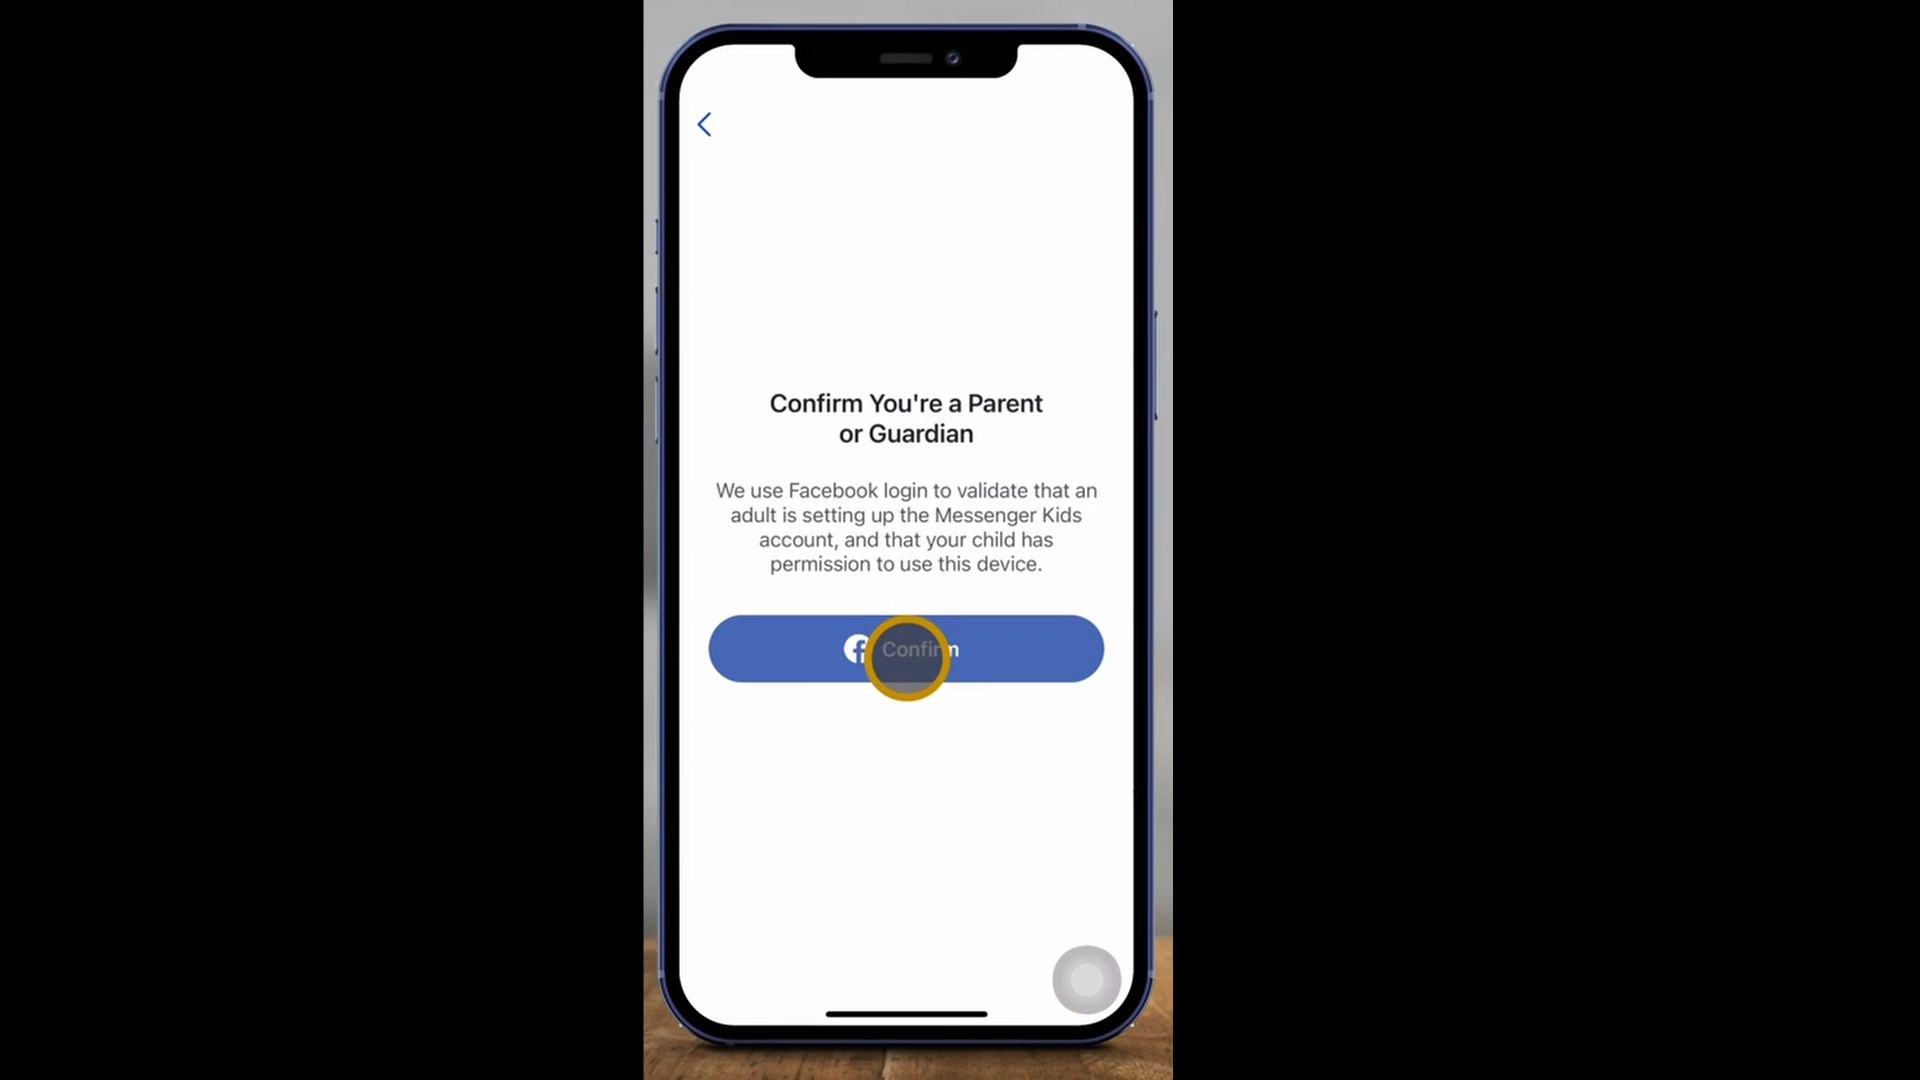 Confirm You're a Parent
or Guardian
We use Facebook login to validate that an
adult is setting up the Messenger Kids
account, and that your child has
permission to use this device.
Confirm